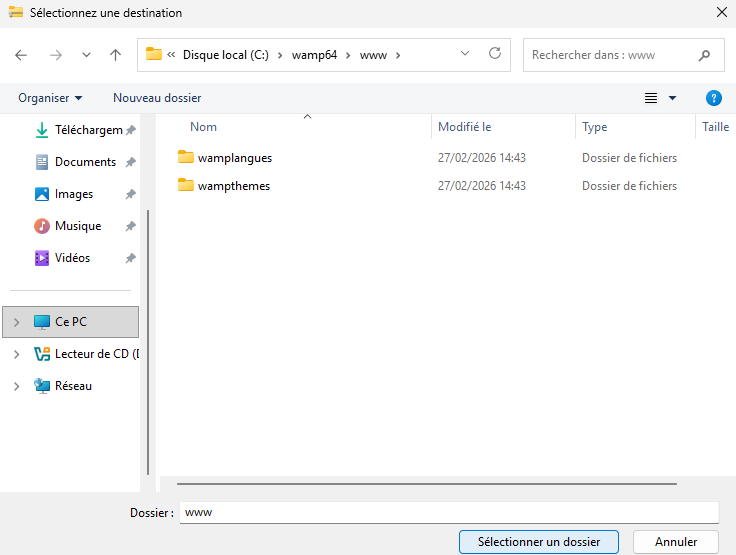 Sélectionnez une destination
« Disque local (C:) > wamp64 > www >
Rechercher dans : www
Organiser
Nouveau dossier
?
Nom
Modifié le
Type
Taille
Téléchargem
Documents
Images
Musique
Vidéos
Ce PC
Lecteur de CD (D
Réseau
wamplangues 27/02/2026 14:43 Dossier de fichiers
wampthemes 27/02/2026 14:43 Dossier de fichiers
Dossier : www
Sélectionner un dossier
Annuler